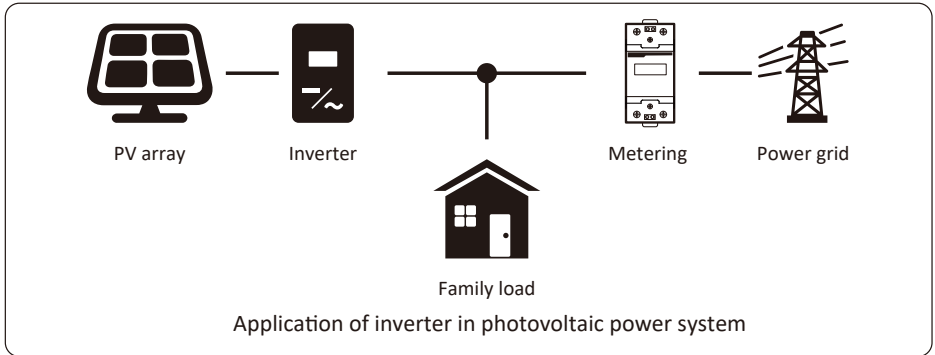 PV array
Inverter
Metering
Power grid
Family load
Application of inverter in photovoltaic power system